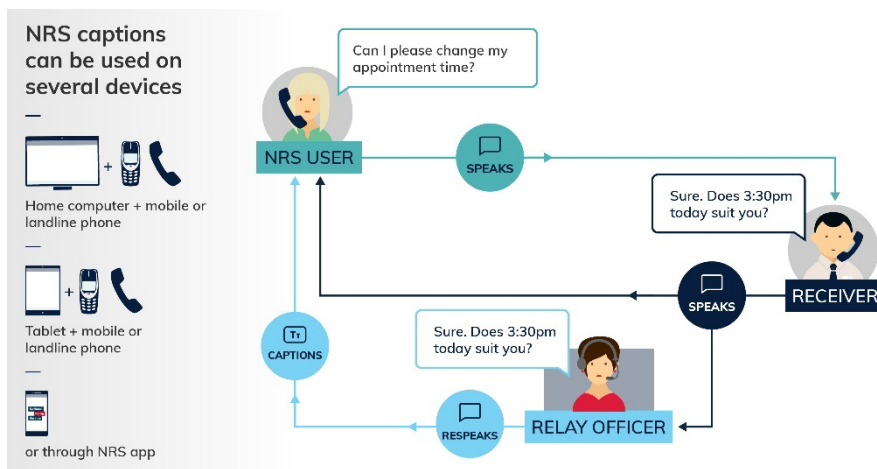 NRS captions
can be used on
several devices
Home computer + mobile or
landline phone
Tablet + mobile or
landline phone
or through NRS app
Can I please change my
appointment time?
NRS USER
SPEAKS
Sure. Does 3:30pm
today suit you?
RECEIVER
SPEAKS
Sure. Does 3:30pm
today suit you?
RELAY OFFICER
RESPEAKS
Tт
CAPTIONS